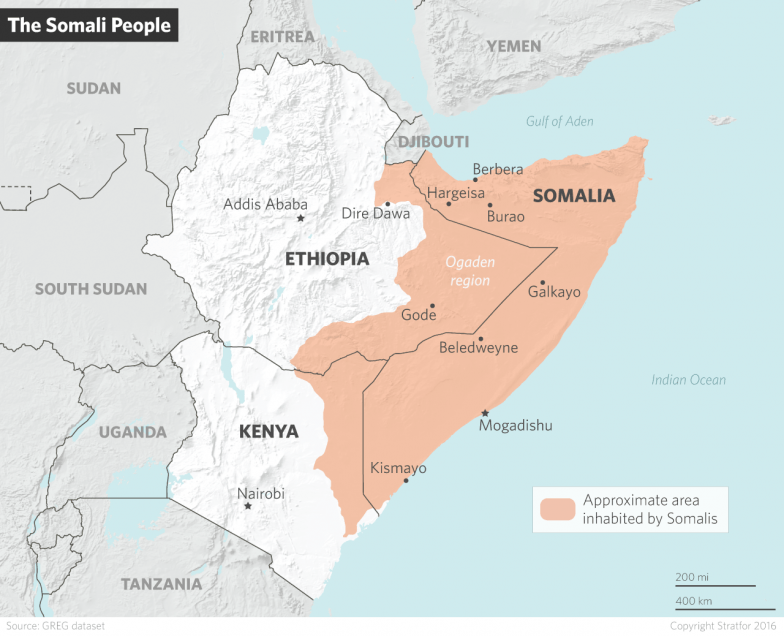 The Somali People
ERITREA
YEMEN
SUDAN
Gulf of Aden
DJIBOUTI
Berbera
Hargeisa
SOMALIA
Addis Ababa
Dire Dawa
Burao
ETHIOPIA
Ogaden
region
SOUTH SUDAN
Galkayo
Gode
Beledweyne
Indian Ocean
UGANDA
KENYA
Mogadishu
Kismayo
Nairobi
Approximate area
inhabited by Somalis
TANZANIA
200 mi
400 km
Source: GREG dataset
Copyright Stratfor 2016